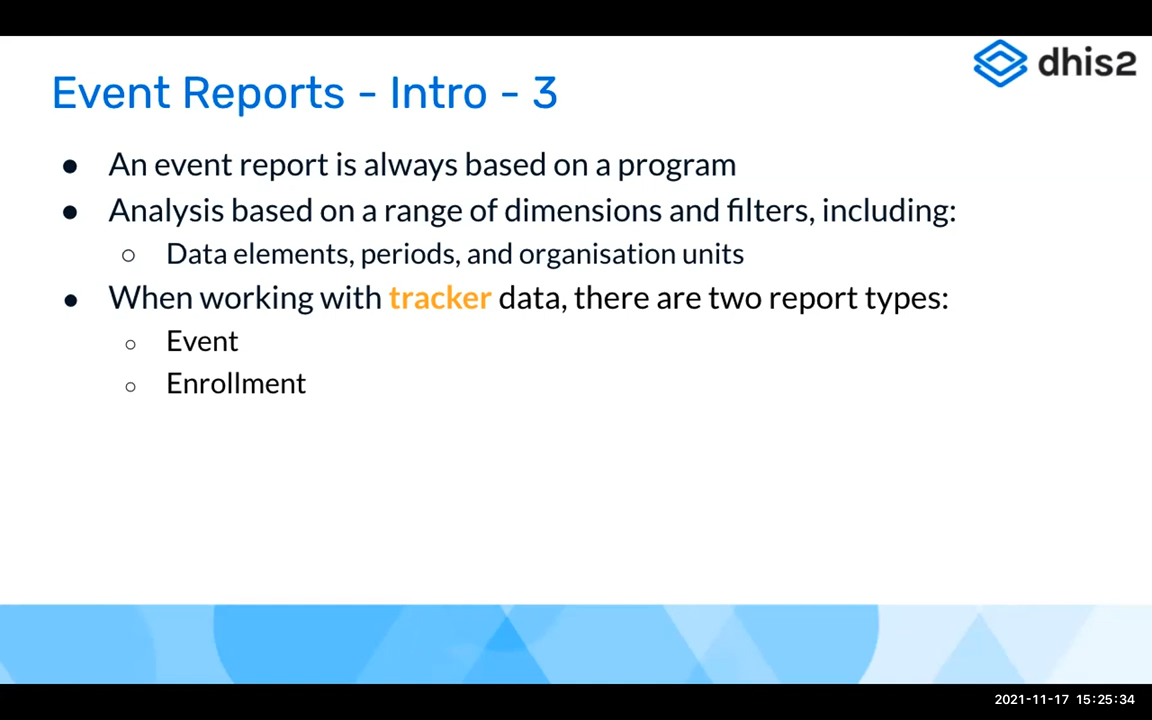 dhis2
Event Reports - Intro - 3
● An event report is always based on a program
● Analysis based on a range of dimensions and filters, including:
○ Data elements, periods, and organisation units
● When working with tracker data, there are two report types:
○ Event
○ Enrollment
2021-11-17 15:25:34